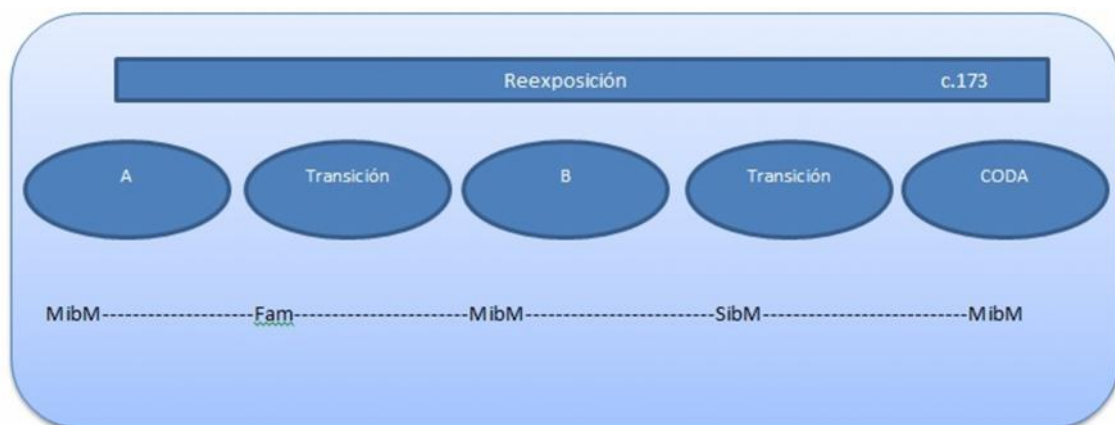 Reexposición c.173
A Transición B Transición CODA
MibM-------------------Fam----------------------MibM------------------------SibM--------------------------MibM